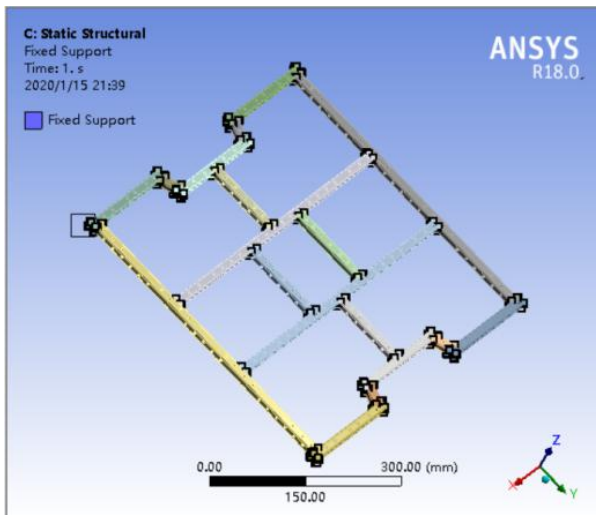 C: Static Structural
Fixed Support
Time: 1. s
2020/1/15 21:39
Fixed Support
ANSYS
R18.0
0.00 300.00 (mm)
150.00
Z
X
Y